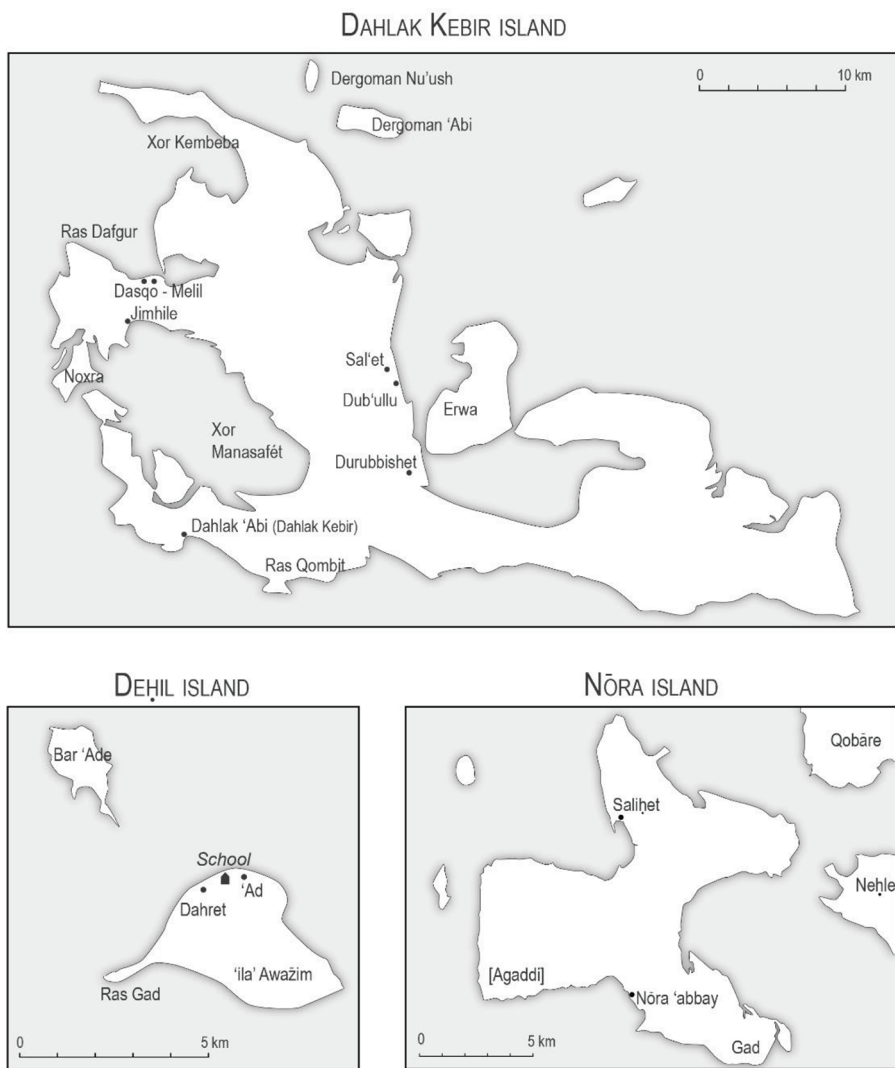 DAHLAK KEBIR ISLAND
Dergoman Nu'ush
0 10 km
Dergoman ‘Abi
Xor Kembeba
Ras Dafgur
Dasqo - Melil
Jimhile
Sal‘et
Noxra
Dub‘ullu
Erwa
Xor
Manasafét
Durubbishet
Dahlak ‘Abi (Dahlak Kebir)
Ras Qombit
DEḤIL ISLAND
Bar ‘Ade
School
‘Ad
Dahret
‘ila’ Awažim
Ras Gad
0 5 km
NŌRA ISLAND
Qobāre
Saliḥet
Neḥle
[Agaddi]
Nōra ‘abbay
0 5 km
Gad